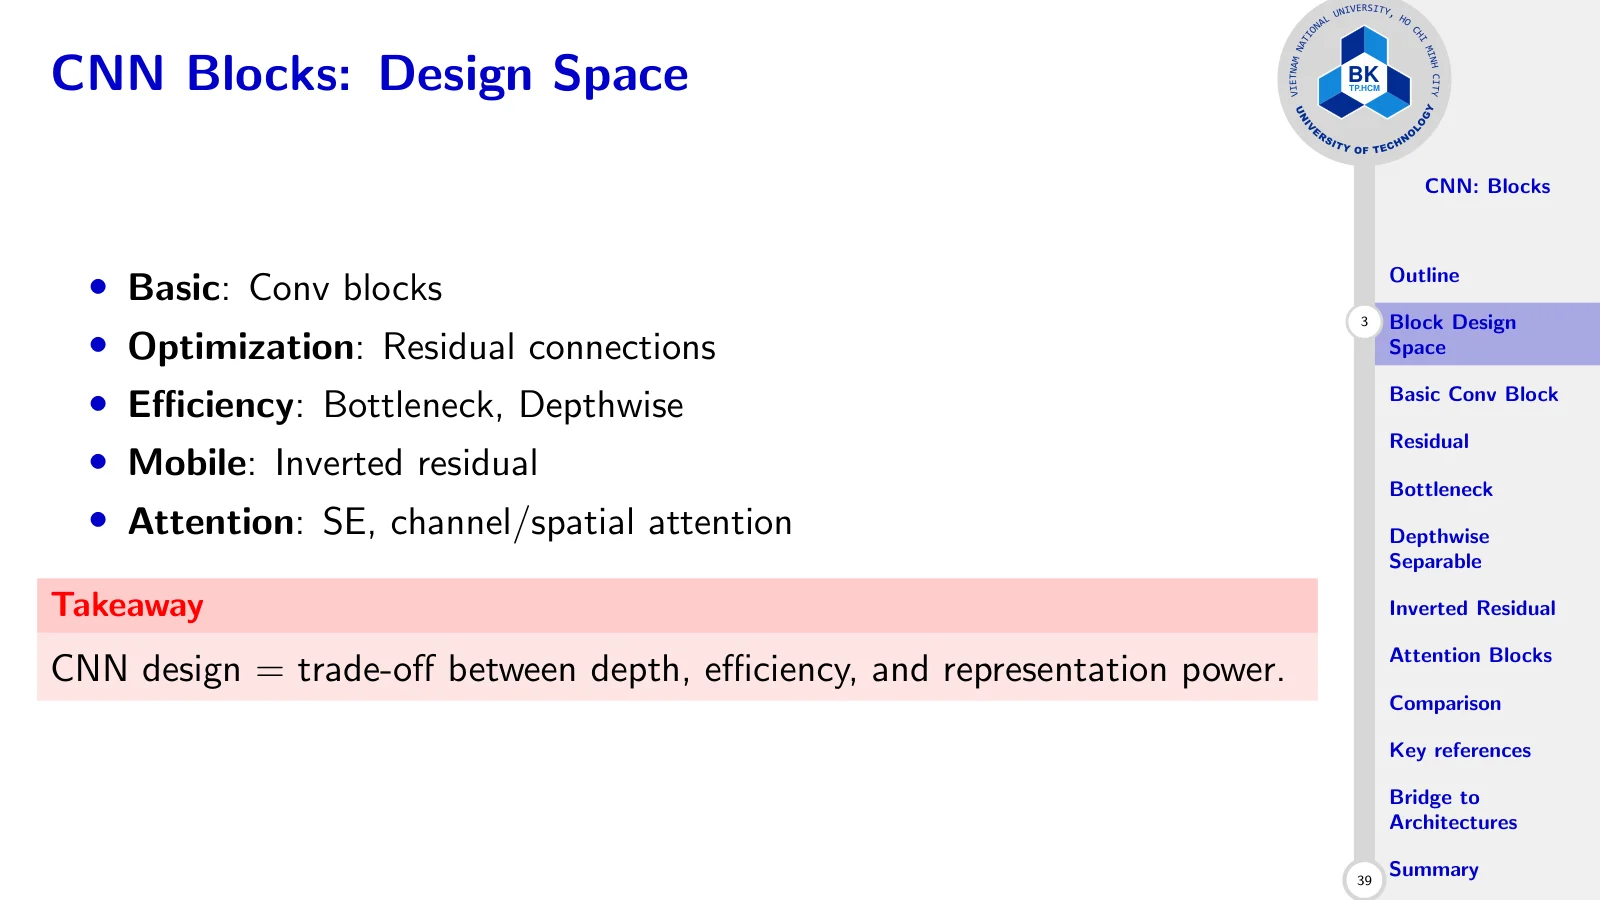 CNN Blocks: Design Space
• Basic: Conv blocks
• Optimization: Residual connections
• Efficiency: Bottleneck, Depthwise
• Mobile: Inverted residual
• Attention: SE, channel/spatial attention
Takeaway
CNN design = trade-off between depth, efficiency, and representation power.
VIETNAM NATIONAL UNIVERSITY, HO CHI MINH CITY
BK
TP.HCM
UNIVERSITY OF TECHNOLOGY
CNN: Blocks
Outline
3
Block Design
Space
Basic Conv Block
Residual
Bottleneck
Depthwise
Separable
Inverted Residual
Attention Blocks
Comparison
Key references
Bridge to
Architectures
Summary
39